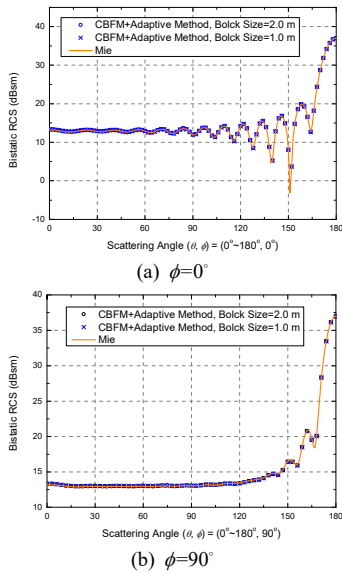 CBFM+Adaptive Method, Bolck Size=2.0 m
CBFM+Adaptive Method, Bolck Size=1.0 m
Mie
50
40
30
20
10
0
-10
Bistatic RCS (dBsm)
0 30 60 90 120 150 180
Scattering Angle (θ, ϕ) = (0°~180°, 0°)
(a) ϕ=0°
CBFM+Adaptive Method, Bolck Size=2.0 m
CBFM+Adaptive Method, Bolck Size=1.0 m
Mie
40
35
30
25
20
15
10
Bistatic RCS (dBsm)
0 30 60 90 120 150 180
Scattering Angle (θ, ϕ) = (0°~180°, 90°)
(b) ϕ=90°